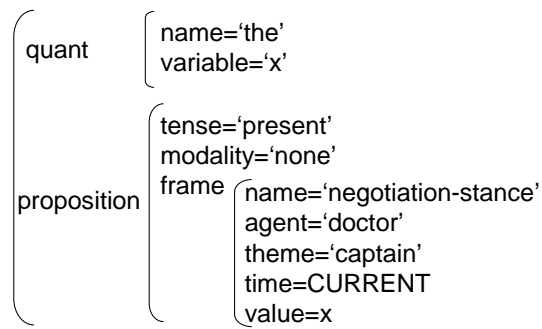 quant
name=‘the’
variable=‘x’
proposition
tense=‘present’
modality=‘none’
frame
name=‘negotiation-stance’
agent=‘doctor’
theme=‘captain’
time=CURRENT
value=x